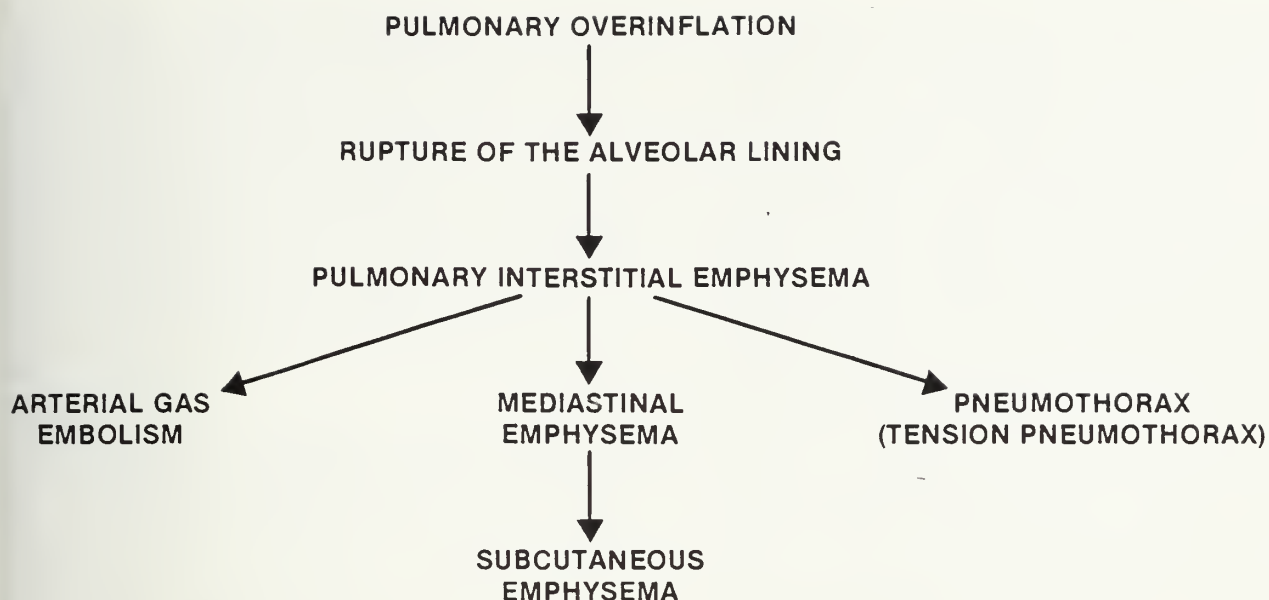 PULMONARY OVERINFLATION
RUPTURE OF THE ALVEOLAR LINING
PULMONARY INTERSTITIAL EMPHYSEMA
ARTERIAL GAS
EMBOLISM
MEDIASTINAL
EMPHYSEMA
PNEUMOTHORAX
(TENSION PNEUMOTHORAX)
SUBCUTANEOUS
EMPHYSEMA